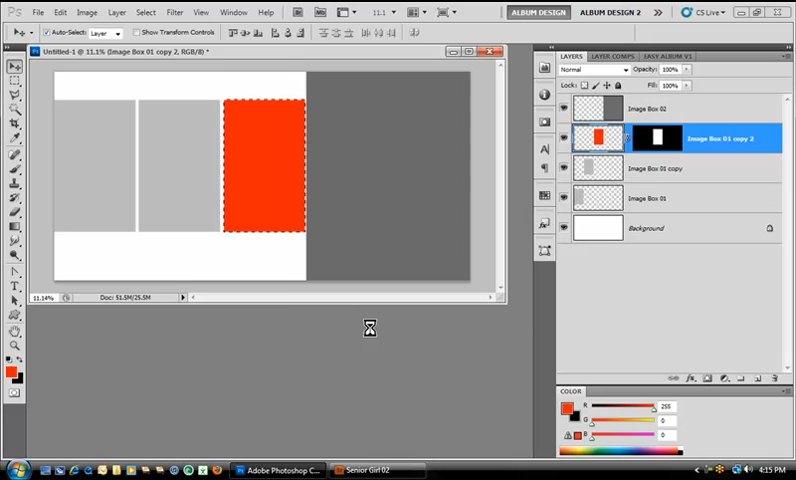 Ps File Edit Image Layer Select Filter View Window Help Br Mb 11.1 ALBUM DESIGN ALBUM DESIGN 2 CS Live
Auto-Select: Layer Show Transform Controls
Untitled-1 @ 11.1% (Image Box 01 copy 2, RGB/8) *
LAYERS LAYER COMPS EASY ALBUM V1
Normal Opacity: 100%
Lock: Fill: 100%
Image Box 02
Image Box 01 copy 2
Image Box 01 copy
Image Box 01
Background
11.14% Doc: 51.5M/25.5M
COLOR
R 255
G 0
B 0
Adobe Photoshop C... Senior Girl 02 4:15 PM